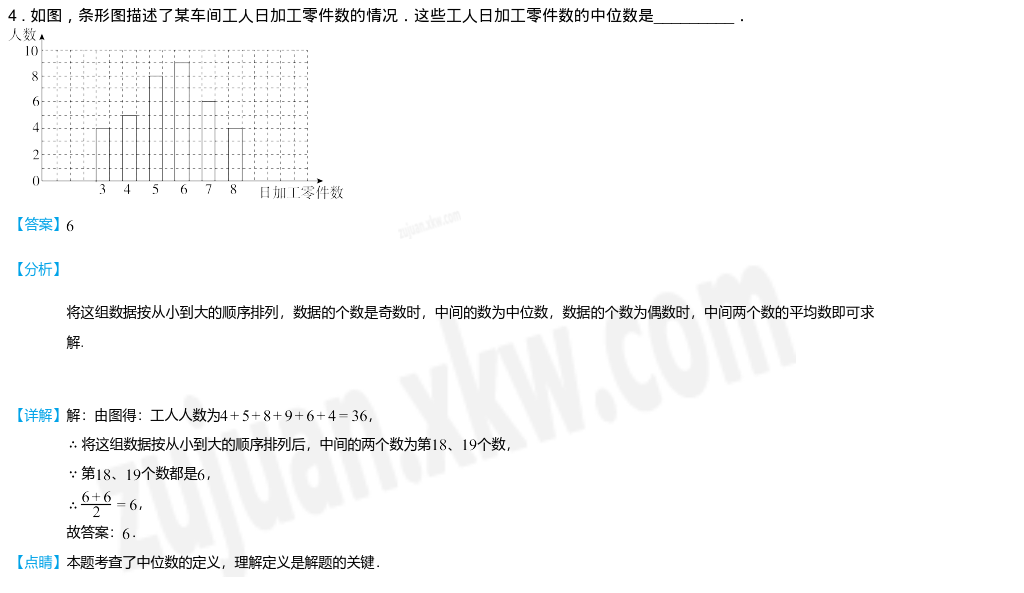 4．如图，条形图描述了某车间工人日加工零件数的情况．这些工人日加工零件数的中位数是__________．
人数
10
8
6
4
2
0
3 4 5 6 7 8 日加工零件数
【答案】6
zujuan.xkw.com
【分析】
将这组数据按从小到大的顺序排列，数据的个数是奇数时，中间的数为中位数，数据的个数为偶数时，中间两个数的平均数即可求
解.
【详解】解：由图得：工人人数为4+5+8+9+6+4=36，
∴将这组数据按从小到大的顺序排列后，中间的两个数为第18、19个数，
∵第18、19个数都是6，
∴(6+6)/2=6，
故答案：6．
【点睛】本题考查了中位数的定义，理解定义是解题的关键．
zujuan.xkw.com